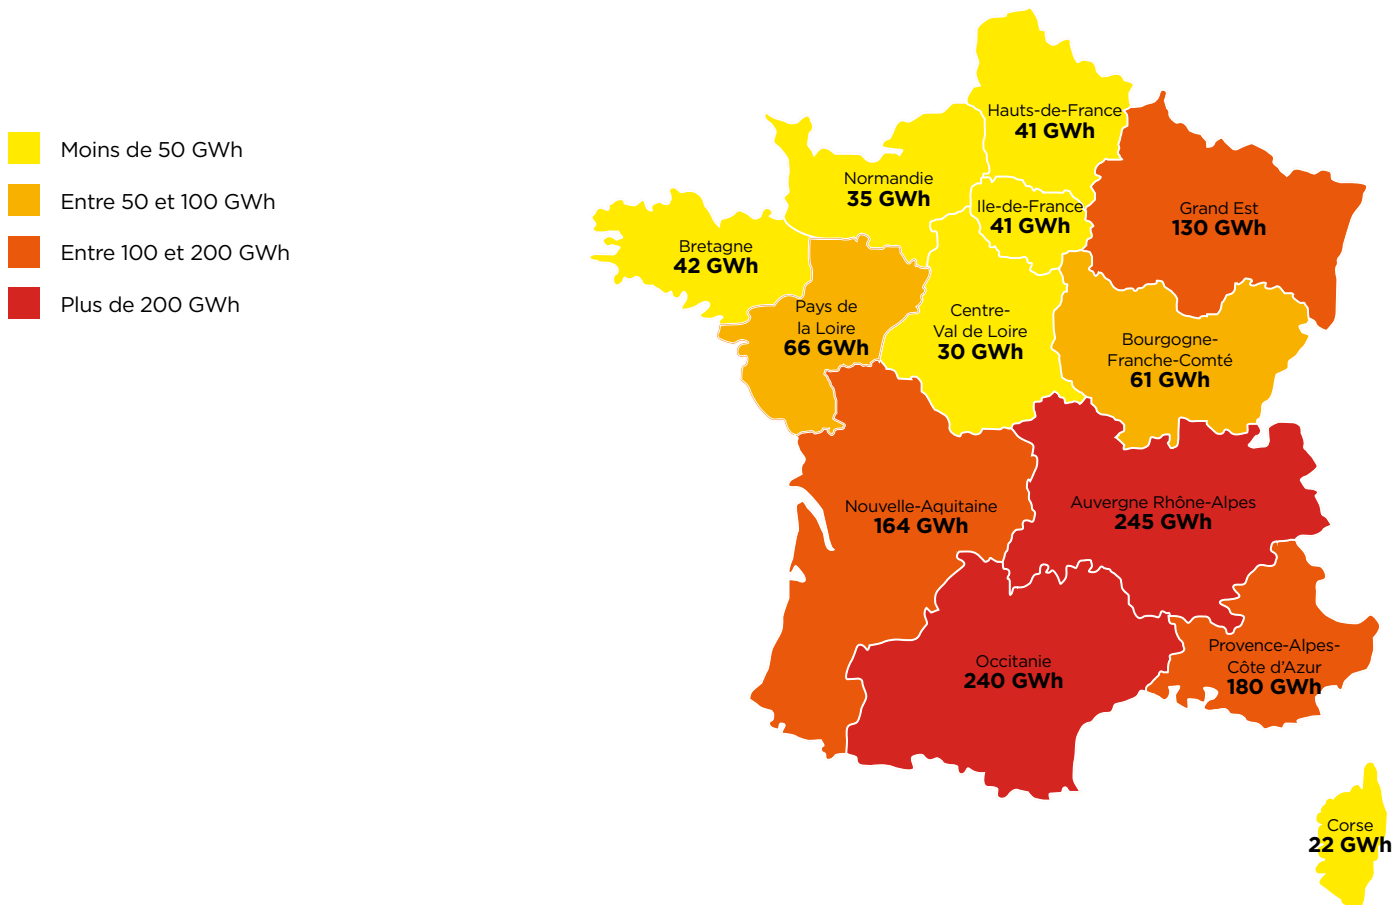 Moins de 50 GWh
Entre 50 et 100 GWh
Entre 100 et 200 GWh
Plus de 200 GWh
Hauts-de-France
41 GWh
Normandie
35 GWh
Ile-de-France
41 GWh
Grand Est
130 GWh
Bretagne
42 GWh
Pays de
la Loire
66 GWh
Centre-
Val de Loire
30 GWh
Bourgogne-
Franche-Comté
61 GWh
Nouvelle-Aquitaine
164 GWh
Auvergne Rhône-Alpes
245 GWh
Occitanie
240 GWh
Provence-Alpes-
Côte d'Azur
180 GWh
Corse
22 GWh